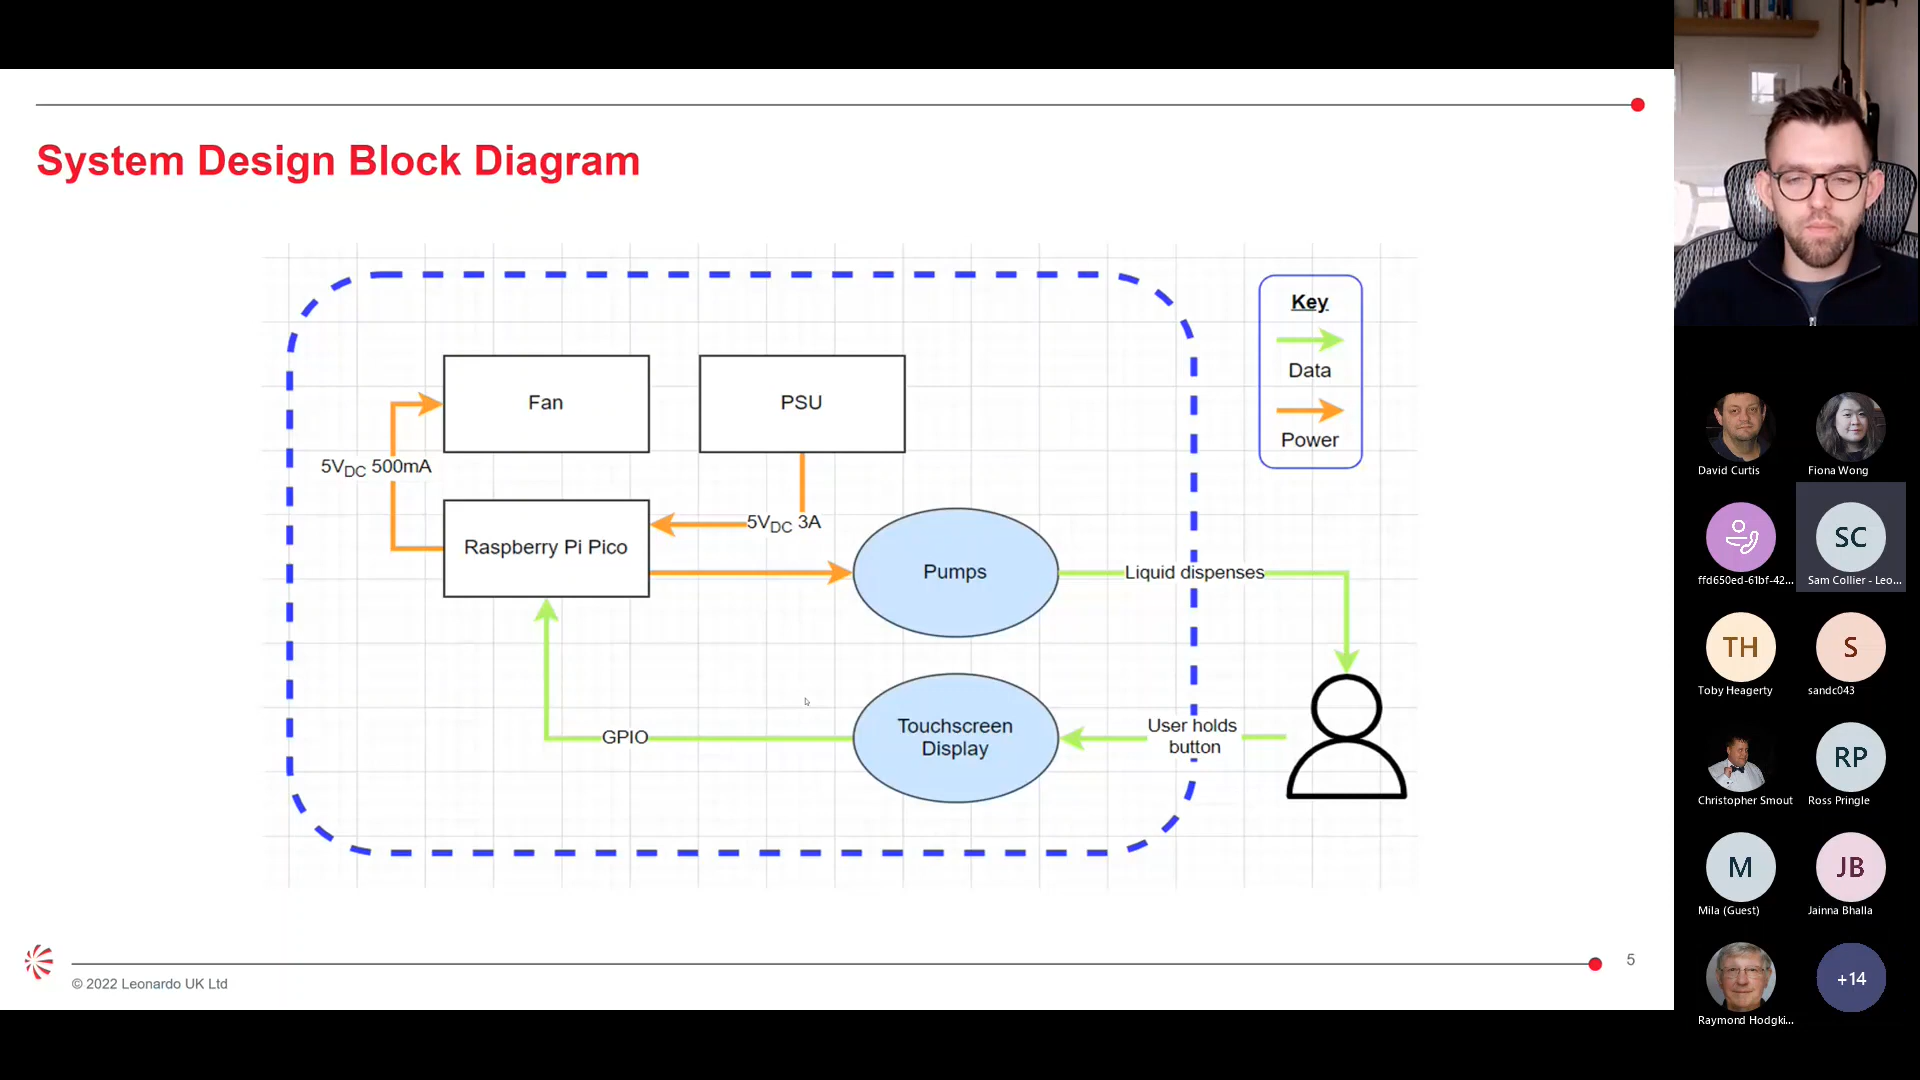 System Design Block Diagram
Key
Data
Power
Fan
PSU
5VDC 500mA
5VDC 3A
Raspberry Pi Pico
Pumps
Liquid dispenses
GPIO
Touchscreen
Display
User holds
button
© 2022 Leonardo UK Ltd
5
David Curtis
Fiona Wong
SC
ffd650ed-61bf-42...
Sam Collier - Leo...
TH
S
Toby Heagerty
sandc043
RP
Christopher Smout
Ross Pringle
M
JB
Mila (Guest)
Jainna Bhalla
+14
Raymond Hodgki...